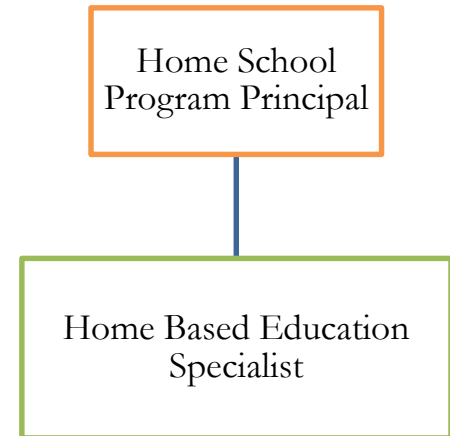 Home School
Program Principal
Home Based Education
Specialist